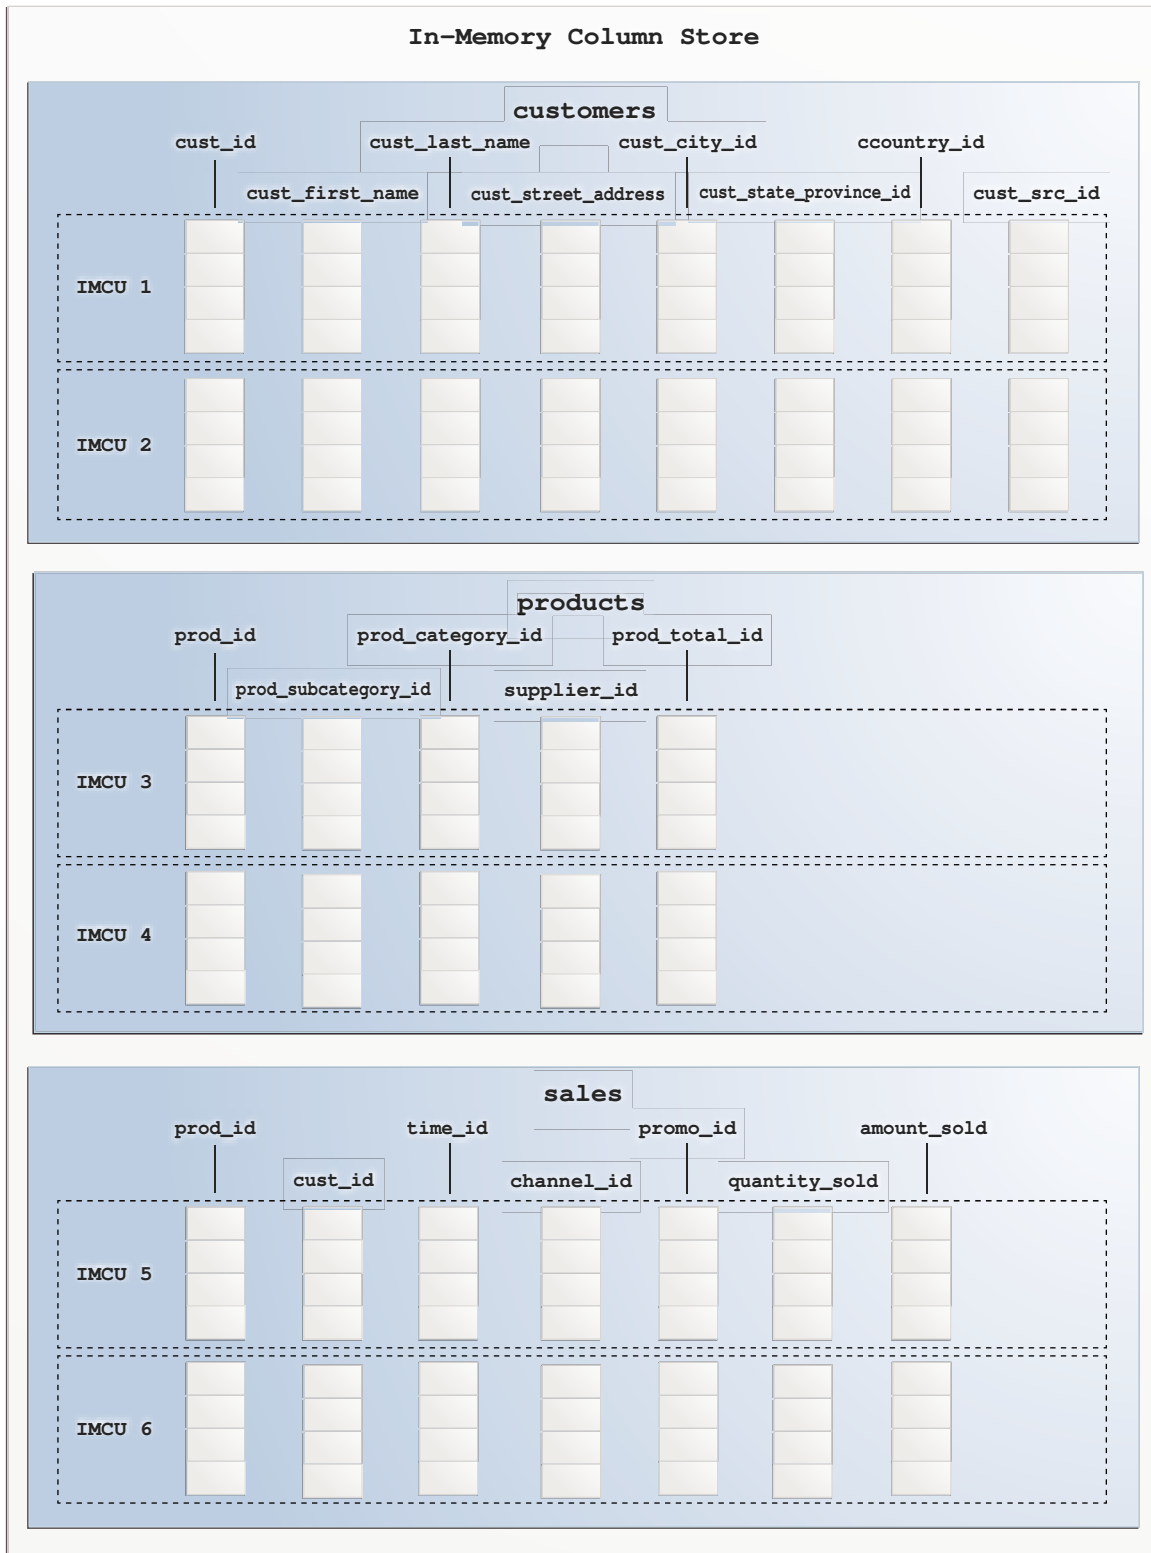 In-Memory Column Store
customers
cust_id cust_last_name cust_city_id ccountry_id
cust_first_name cust_street_address cust_state_province_id cust_src_id
IMCU 1
IMCU 2
products
prod_id prod_category_id prod_total_id
prod_subcategory_id supplier_id
IMCU 3
IMCU 4
sales
prod_id time_id promo_id amount_sold
cust_id channel_id quantity_sold
IMCU 5
IMCU 6